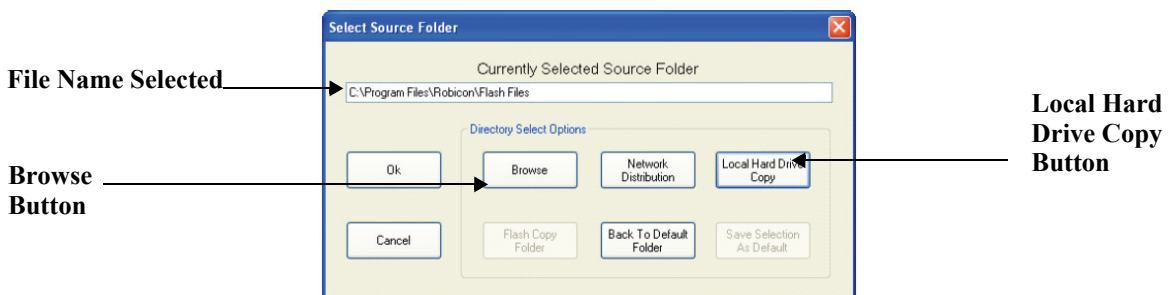 Select Source Folder
File Name Selected
Currently Selected Source Folder
C:\Program Files\Robicon\Flash Files
Local Hard
Drive Copy
Button
Directory Select Options
Ok
Browse
Network
Distribution
Local Hard Drive
Copy
Browse
Button
Cancel
Flash Copy
Folder
Back To Default
Folder
Save Selection
As Default